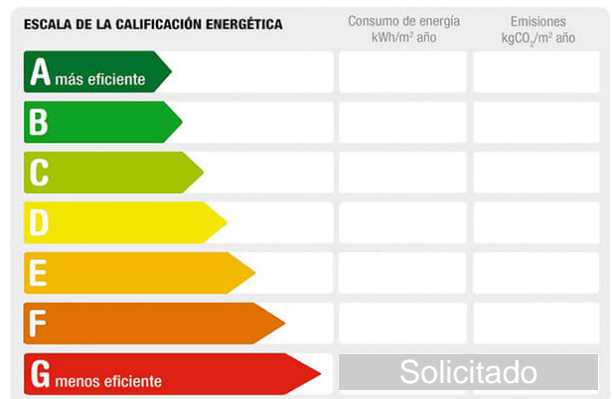 ESCALA DE LA CALIFICACIÓN ENERGÉTICA
Consumo de energía
kWh/m² año
Emisiones
kgCO₂/m² año
A más eficiente
B
C
D
E
F
G menos eficiente
Solicitado